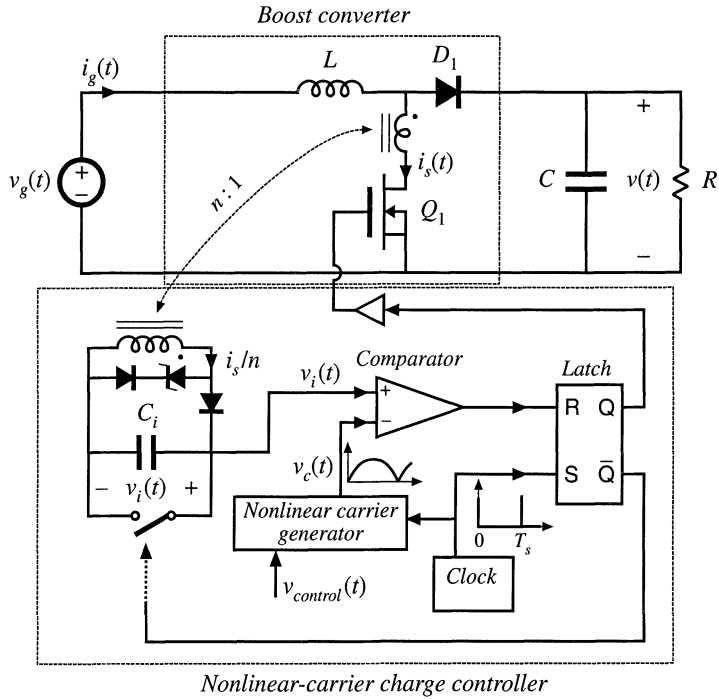 Boost converter
i_g(t)
L
D_1
+
v_g(t)
+
−
n : 1
i_s(t)
Q_1
C
v(t)
R
−
i_s/n
C_i
− v_i(t) +
v_i(t)
Comparator
+
−
v_c(t)
Latch
R Q
S Q̄
Nonlinear carrier
generator
0 T_s
Clock
v_control(t)
Nonlinear-carrier charge controller